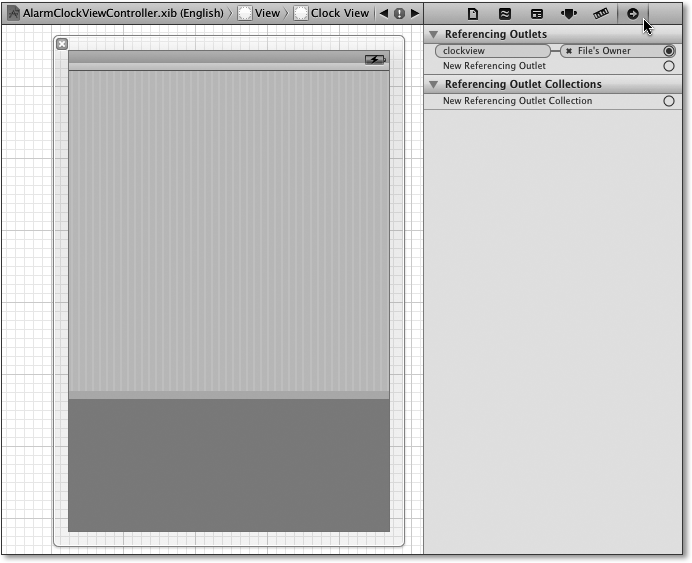 AlarmClockViewController.xib (English) 〉 View 〉 Clock View
Referencing Outlets
clockview File's Owner
New Referencing Outlet
Referencing Outlet Collections
New Referencing Outlet Collection